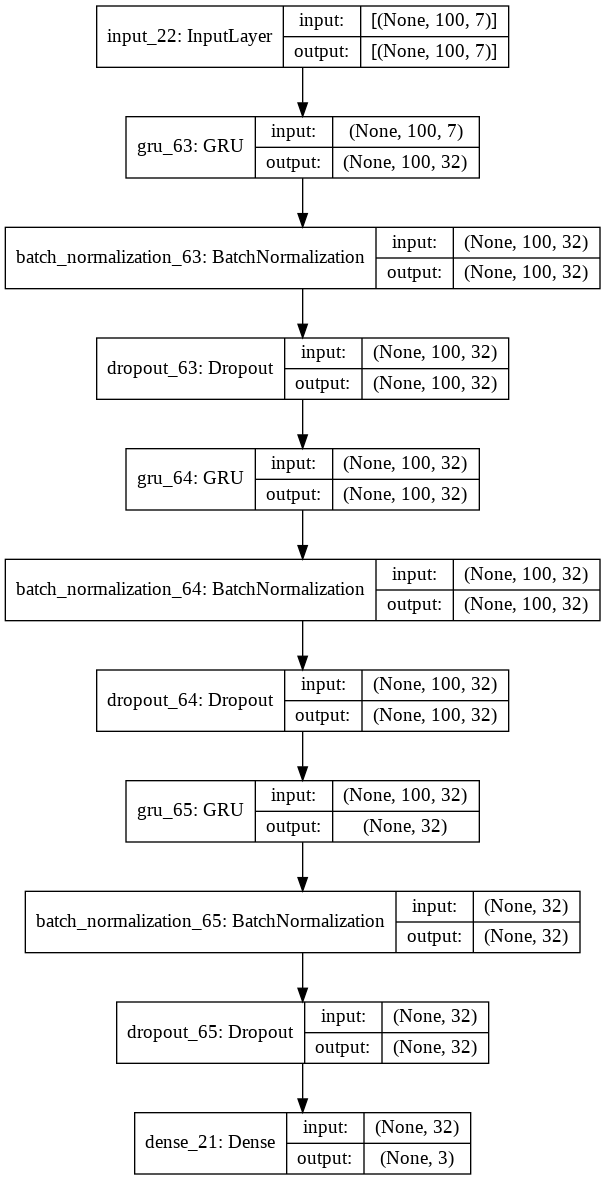 input_22: InputLayer
input: [(None, 100, 7)]
output: [(None, 100, 7)]
gru_63: GRU
input: (None, 100, 7)
output: (None, 100, 32)
batch_normalization_63: BatchNormalization
input: (None, 100, 32)
output: (None, 100, 32)
dropout_63: Dropout
input: (None, 100, 32)
output: (None, 100, 32)
gru_64: GRU
input: (None, 100, 32)
output: (None, 100, 32)
batch_normalization_64: BatchNormalization
input: (None, 100, 32)
output: (None, 100, 32)
dropout_64: Dropout
input: (None, 100, 32)
output: (None, 100, 32)
gru_65: GRU
input: (None, 100, 32)
output: (None, 32)
batch_normalization_65: BatchNormalization
input: (None, 32)
output: (None, 32)
dropout_65: Dropout
input: (None, 32)
output: (None, 32)
dense_21: Dense
input: (None, 32)
output: (None, 3)